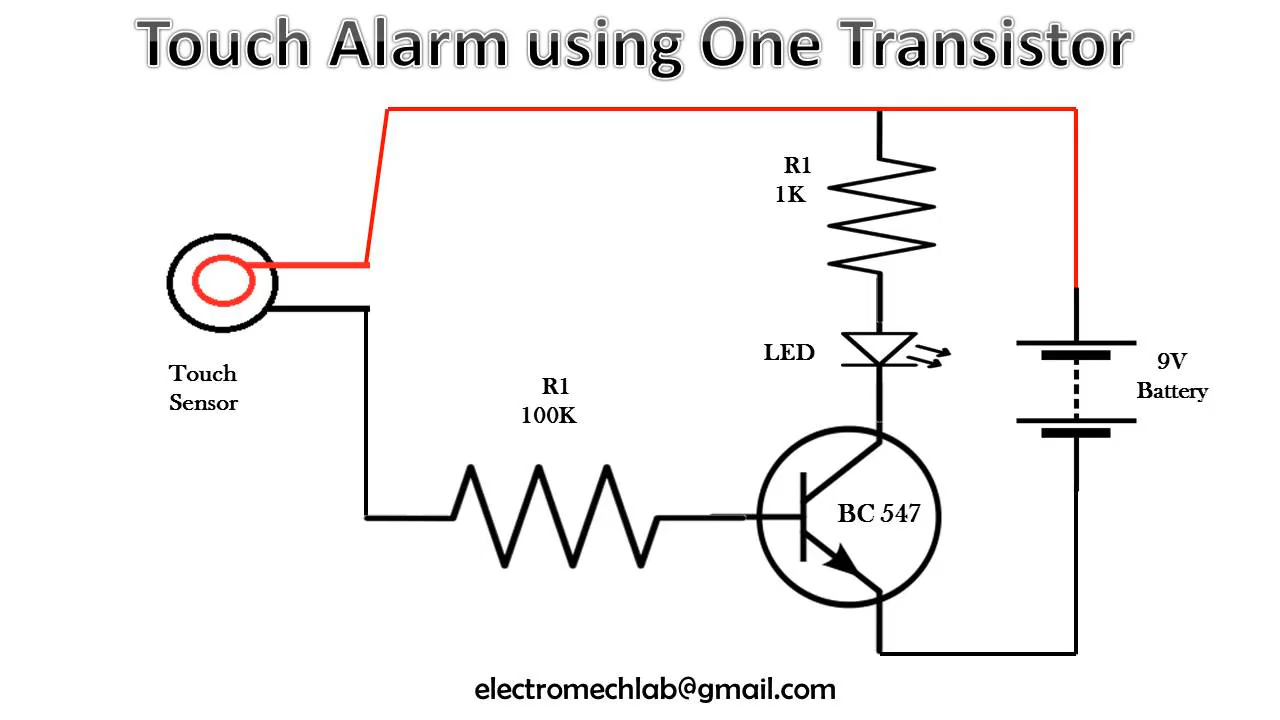 Touch Alarm using One Transistor
R1
1K
LED
9V
Battery
Touch
Sensor
R1
100K
BC 547
electromechlab@gmail.com